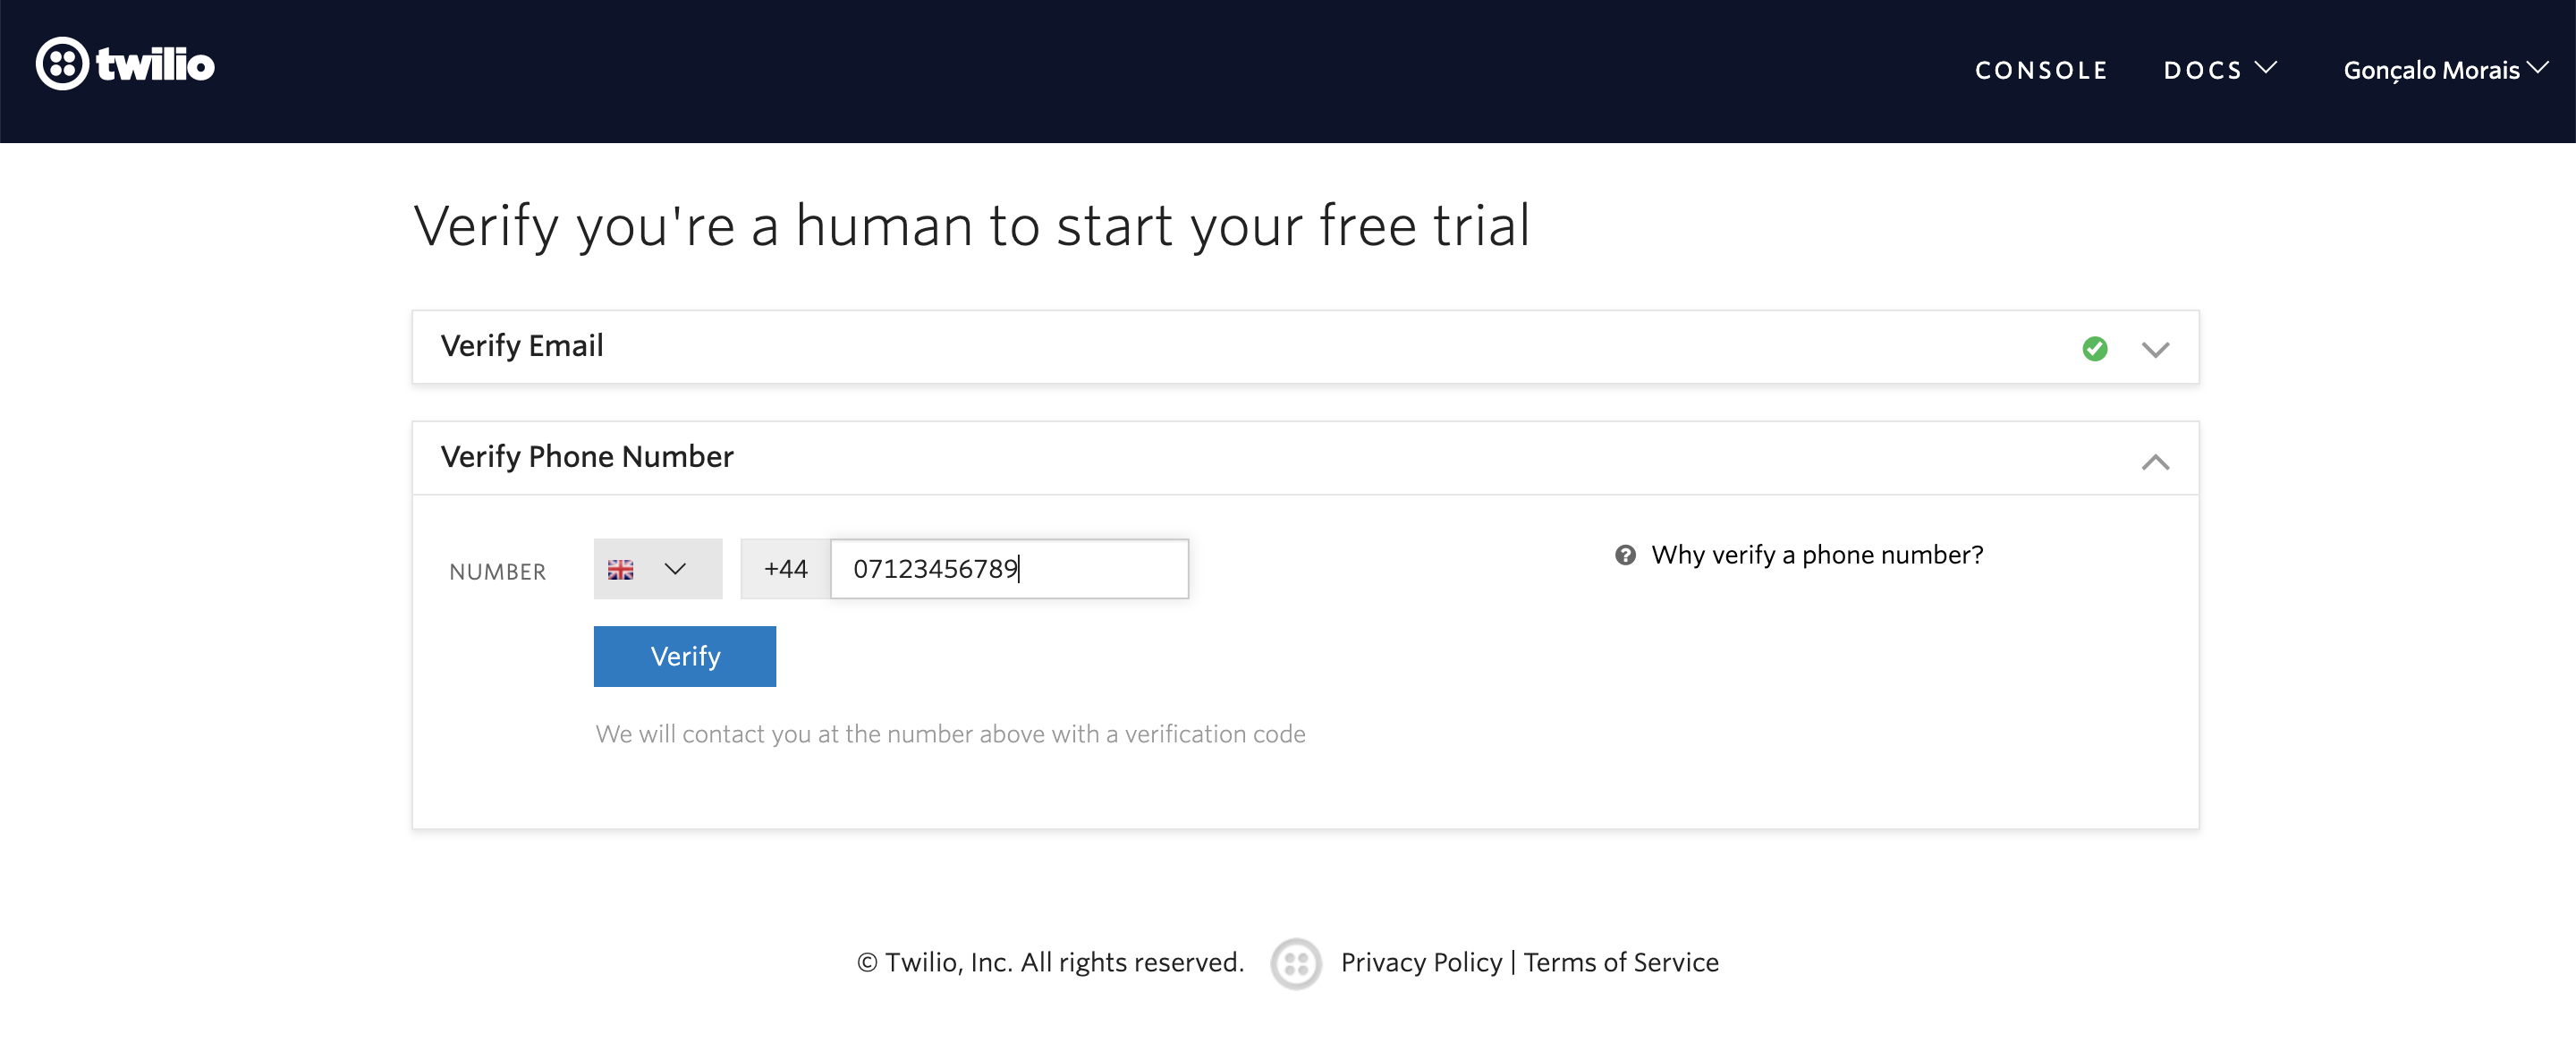 twilio
CONSOLE DOCS Gonçalo Morais
Verify you're a human to start your free trial
Verify Email
Verify Phone Number
NUMBER +44 07123456789 ? Why verify a phone number?
Verify
We will contact you at the number above with a verification code
© Twilio, Inc. All rights reserved. Privacy Policy | Terms of Service